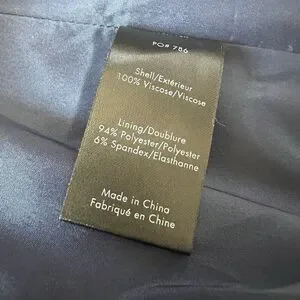 PO# 786
Shell/Extérieur
100% Viscose/Viscose
Lining/Doublure
94% Polyester/Polyester
6% Spandex/Elasthanne
Made in China
Fabriqué en Chine